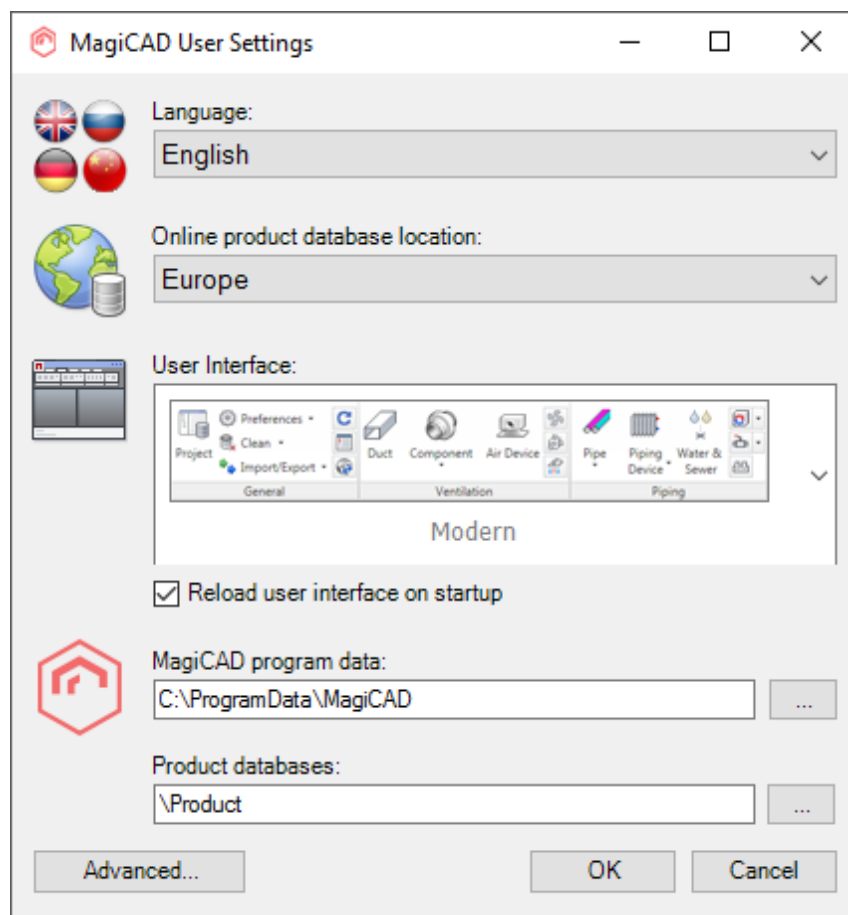 MagiCAD User Settings
Language:
English
Online product database location:
Europe
User Interface:
Project
Preferences
Clean
Import/Export
General
Duct
Component
Air Device
Ventilation
Pipe
Piping Device
Water & Sewer
Piping
Modern
Reload user interface on startup
MagiCAD program data:
C:\ProgramData\MagiCAD
...
Product databases:
\Product
...
Advanced... OK Cancel